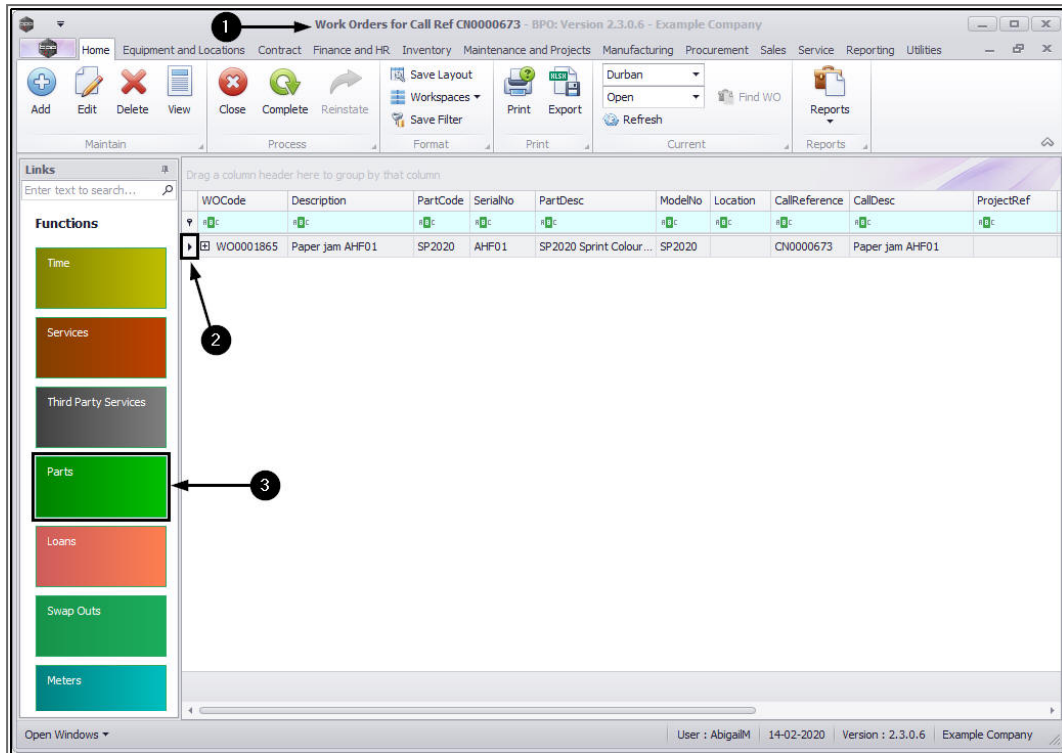 1
Work Orders for Call Ref CN0000673 - BPO: Version 2.3.0.6 - Example Company
Home Equipment and Locations Contract Finance and HR Inventory Maintenance and Projects Manufacturing Procurement Sales Service Reporting Utilities
Add Edit Delete View Close Complete Reinstate Save Layout Workspaces Save Filter Print Export Durban Open Find WO Refresh Reports
Maintain Process Format Print Current Reports
Links
Drag a column header here to group by that column
Enter text to search...
WOCode Description PartCode SerialNo PartDesc ModelNo Location CallReference CallDesc ProjectRef
Functions
WO0001865 Paper jam AHF01 SP2020 AHF01 SP2020 Sprint Colour... SP2020 CN0000673 Paper jam AHF01
Time
Services
2
Third Party Services
Parts
3
Loans
Swap Outs
Meters
Open Windows User : AbigailM 14-02-2020 Version : 2.3.0.6 Example Company